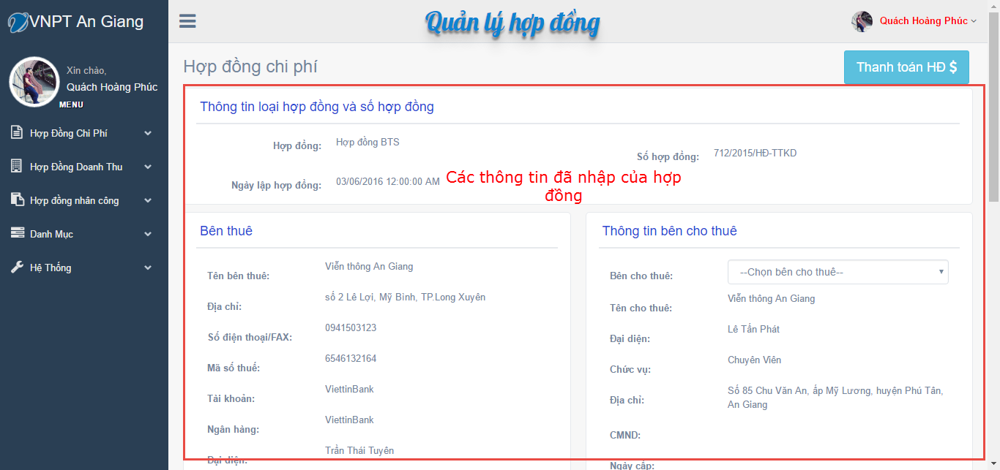 VNPT An Giang
Quản lý hợp đồng
Quách Hoàng Phúc
Xin chào,
Quách Hoàng Phúc
MENU
Hợp Đồng Chi Phí
Hợp Đồng Doanh Thu
Hợp đồng nhân công
Danh Mục
Hệ Thống
Hợp đồng chi phí
Thanh toán HĐ $
Thông tin loại hợp đồng và số hợp đồng
Hợp đồng: Hợp đồng BTS
Số hợp đồng: 712/2015/HĐ-TTKD
Ngày lập hợp đồng: 03/06/2016 12:00:00 AM
Các thông tin đã nhập của hợp
đồng
Bên thuê
Tên bên thuê: Viễn thông An Giang
Địa chỉ: số 2 Lê Lợi, Mỹ Bình, TP.Long Xuyên
Số điện thoại/FAX: 0941503123
Mã số thuế: 6546132164
Tài khoản: ViettinBank
Ngân hàng: ViettinBank
Đại diện: Trần Thái Tuyên
Thông tin bên cho thuê
Bên cho thuê: --Chọn bên cho thuê--
Tên cho thuê: Viễn thông An Giang
Đại diện: Lê Tấn Phát
Chức vụ: Chuyên Viên
Địa chỉ: Số 85 Chu Văn An, ấp Mỹ Lương, huyện Phú Tân,
An Giang
CMND:
Ngày cấp: